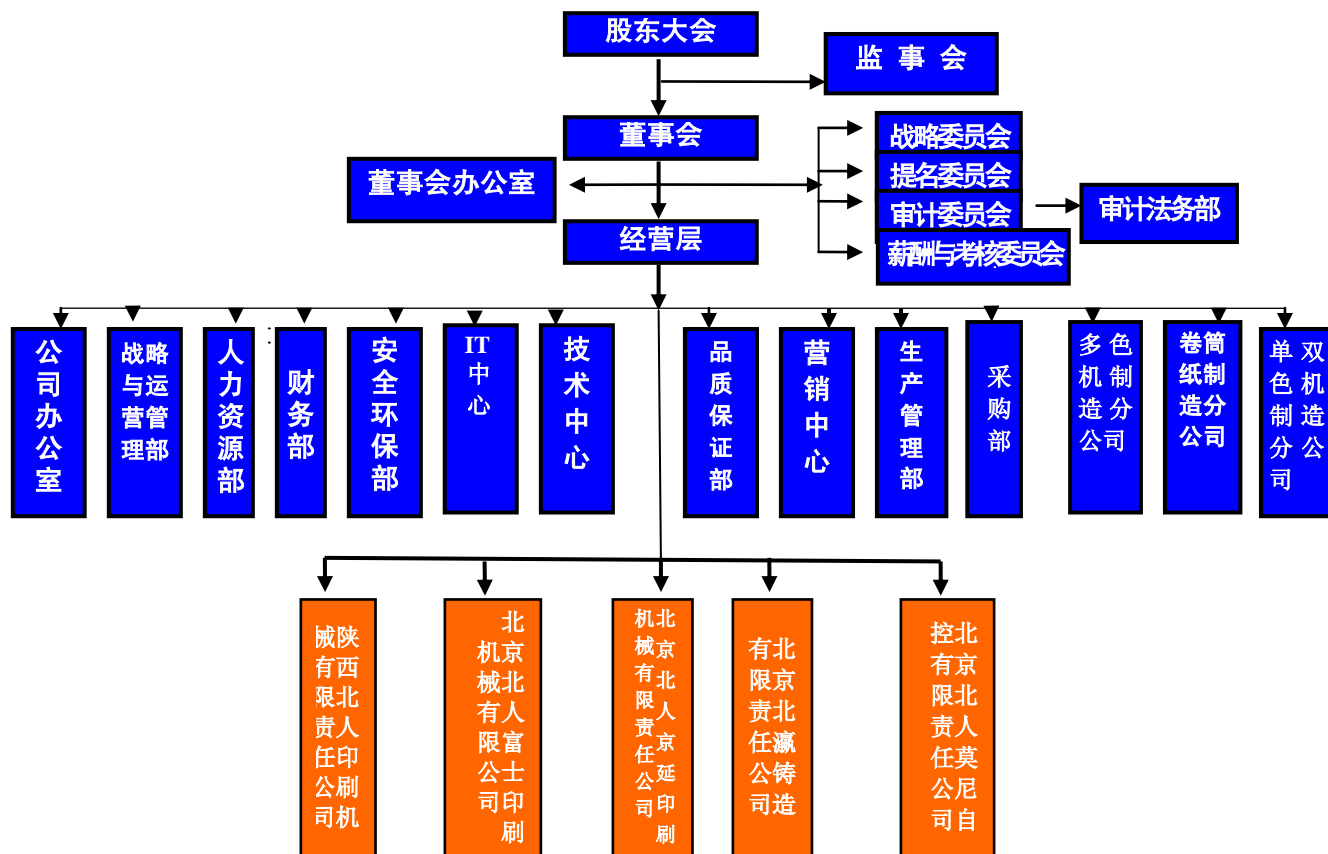 股东大会
监 事 会
董事会
战略委员会
提名委员会
董事会办公室
审计委员会
审计法务部
经营层
薪酬与考核委员会
公司办公室
战略
与运
营管
理部
人力资源部
财务部
安全环保部
IT
中心
技术中心
品质保证部
营销中心
生产管理部
采购部
多色
机制
造分
公司
卷筒
纸制
造分
公司
单双
色机
制造
分公
司
陕西北人印刷机
械有限责任公司
北京北人富士印刷
机械有限公司
北京北人京延印刷
机械有限责任公司
北京北瀛铸造
有限责任公司
北京北人莫尼自
控有限责任公司